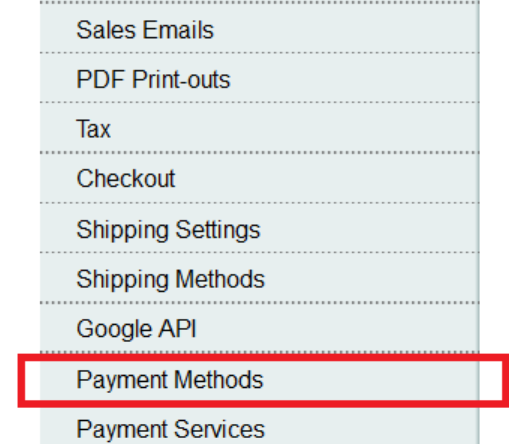 Sales Emails
PDF Print-outs
Tax
Checkout
Shipping Settings
Shipping Methods
Google API
Payment Methods
Payment Services